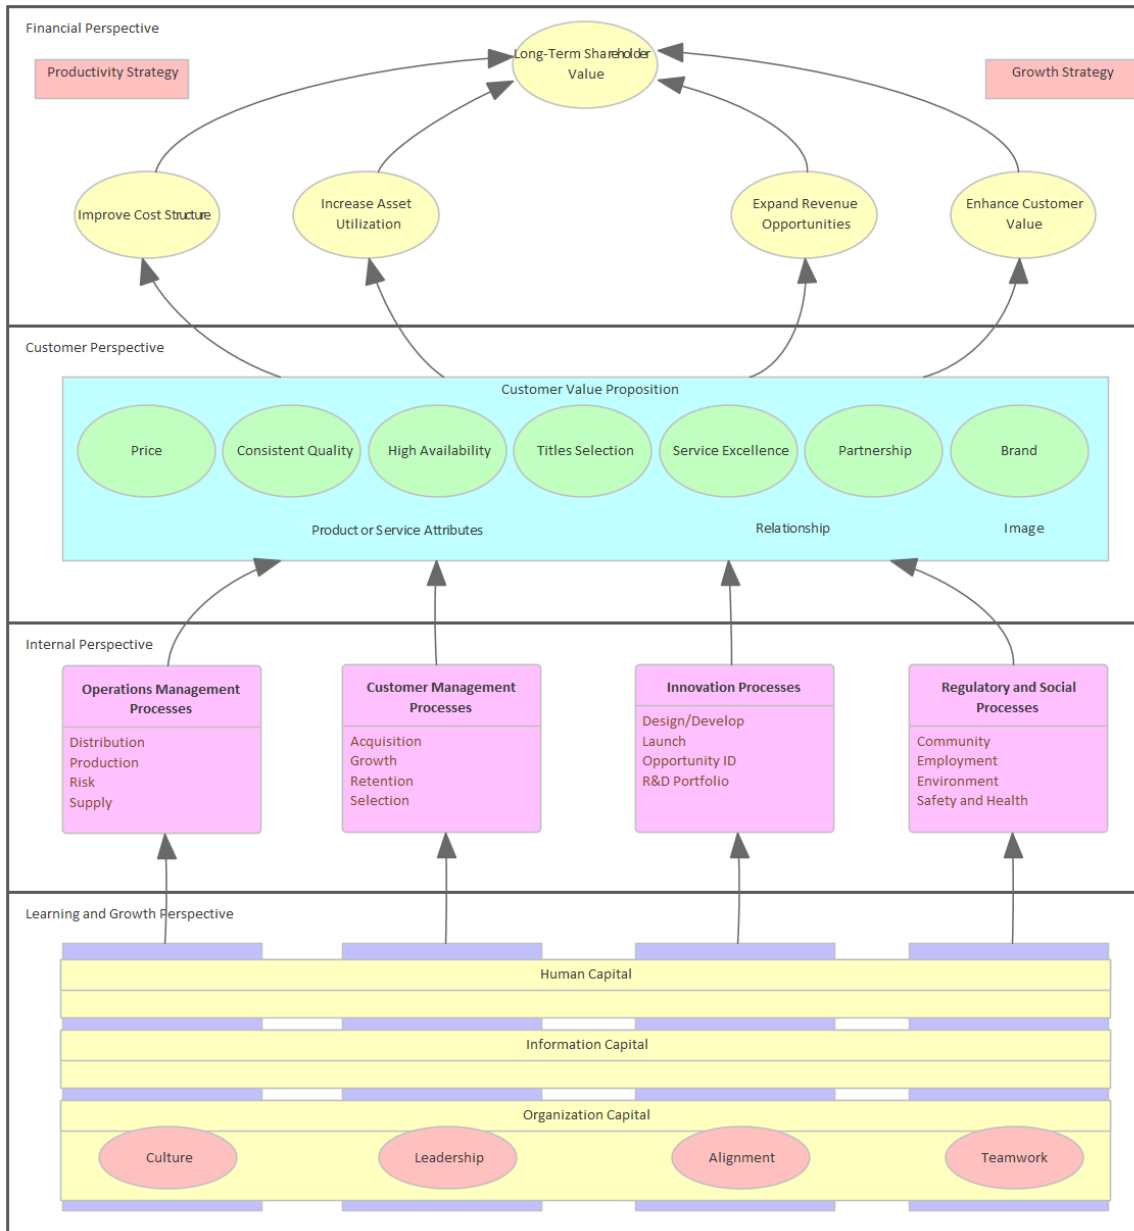 Financial Perspective
Productivity Strategy
Long-Term Shareholder
Value
Growth Strategy
Improve Cost Structure
Increase Asset
Utilization
Expand Revenue
Opportunities
Enhance Customer
Value
Customer Perspective
Customer Value Proposition
Price
Consistent Quality
High Availability
Titles Selection
Service Excellence
Partnership
Brand
Product or Service Attributes
Relationship
Image
Internal Perspective
Operations Management
Processes
Distribution
Production
Risk
Supply
Customer Management
Processes
Acquisition
Growth
Retention
Selection
Innovation Processes
Design/Develop
Launch
Opportunity ID
R&D Portfolio
Regulatory and Social
Processes
Community
Employment
Environment
Safety and Health
Learning and Growth Perspective
Human Capital
Information Capital
Organization Capital
Culture
Leadership
Alignment
Teamwork